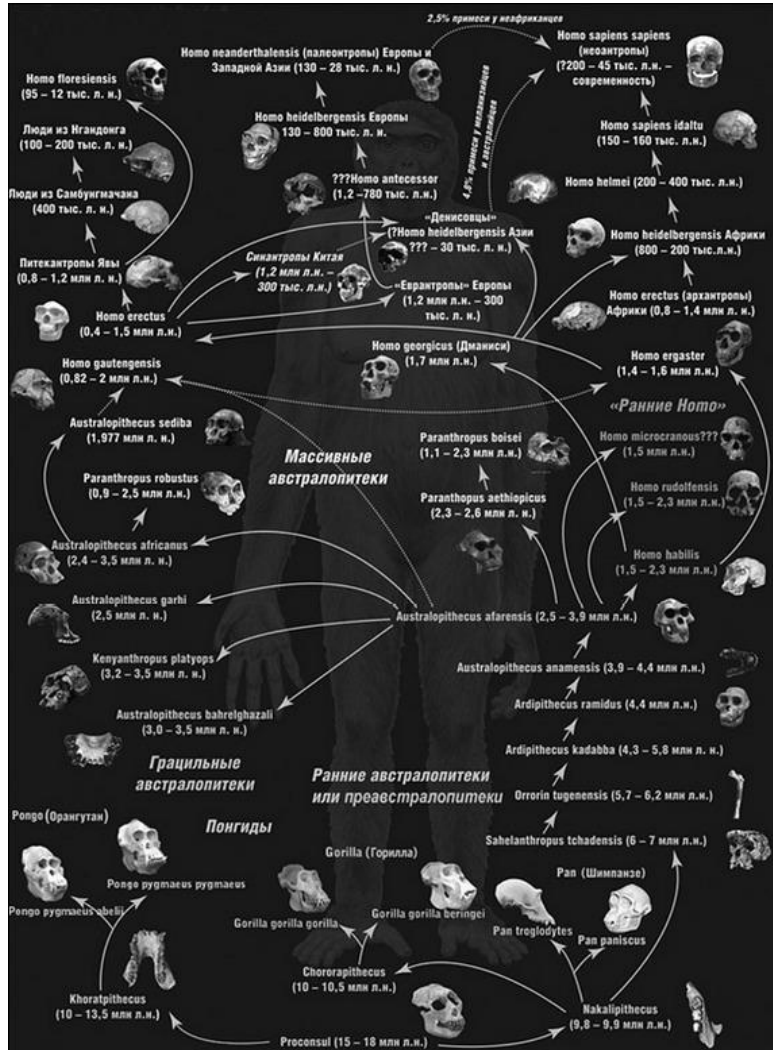 2,5% примеси у неафриканцев
Homo neanderthalensis (палеонтропы) Европы и
Западной Азии (130 – 28 тыс. л.н.)
Homo sapiens sapiens
(неоантропы)
(?200 – 45 тыс. л.н. –
современность)
Homo floresiensis
(95 – 12 тыс. л.н.)
Homo heidelbergensis Европы
130 – 800 тыс. л. н.
4,8% примеси у меланизийцев
и австралийцев
Люди из Нгандонга
(100 – 200 тыс. л. н.)
Homo sapiens idaltu
(150 – 160 тыс. л.н.)
???Homo antecessor
(1,2 –780 тыс. л.н.)
Homo helmei (200 – 400 тыс. л.н.)
Люди из Самбунгмачана
(400 тыс. л. н.)
«Денисовцы»
(?Homo heidelbergensis Азии
??? – 30 тыс. л.н.)
Homo heidelbergensis Африки
(800 – 200 тыс.л.н.)
Синантропы Китая
(1,2 млн л.н. –
300 тыс. л.н.)
Питекантропы Явы
(0,8 – 1,2 млн л.н.)
«Еврантропы» Европы
(1,2 млн л.н. – 300
тыс. л. н.)
Homo erectus
(0,4 – 1,5 млн л.н.)
Homo erectus (архантропы)
Африки (0,8 – 1,4 млн л.н.)
Homo georgicus (Дманиси)
(1,7 млн л.н.)
Homo gautengensis
(0,82 – 2 млн л.н.)
Homo ergaster
(1,4 – 1,6 млн л.н.)
«Ранние Homo»
Australopithecus sediba
(1,977 млн л.н.)
Paranthropus boisei
(1,1 – 2,3 млн л.н.)
Homo microcranous???
(1,5 млн л.н.)
Массивные
австралопитеки
Paranthropus robustus
(0,9 – 2,5 млн л.н.)
Paranthopus aethiopicus
(2,3 – 2,6 млн л. н.)
Homo rudolfensis
(1,5 – 2,3 млн л.н.)
Australopithecus africanus
(2,4 – 3,5 млн л. н.)
Homo habilis
(1,5 – 2,3 млн л.н.)
Australopithecus garhi
(2,5 млн л. н.)
Australopithecus afarensis (2,5 – 3,9 млн л.н.)
Kenyanthropus platyops
(3,2 – 3,5 млн л.н.)
Australopithecus anamensis (3,9 – 4,4 млн л.н.)
Ardipithecus ramidus (4,4 млн л.н.)
Australopithecus bahrelghazali
(3,0 – 3,5 млн л.н.)
Ardipithecus kadabba (4,3 – 5,8 млн л. н.)
Грацильные
австралопитеки
Ранние австралопитеки
или преавстралопитеки
Orrorin tugenensis (5,7 – 6,2 млн л.н.)
Понгиды
Sahelanthropus tchadensis (6 – 7 млн л.н.)
Pongo (Орангутан)
Gorilla (Горилла)
Pan (Шимпанзе)
Pongo pygmaeus pygmaeus
Pongo pygmaeus abelii
Gorilla gorilla gorilla
Gorilla gorilla beringei
Pan troglodytes
Pan paniscus
Khoratpithecus
(10 – 13,5 млн л.н.)
Chororapithecus
(10 – 10,5 млн л.н.)
Nakalipithecus
(9,8 – 9,9 млн л.н.)
Proconsul (15 – 18 млн л.н.)